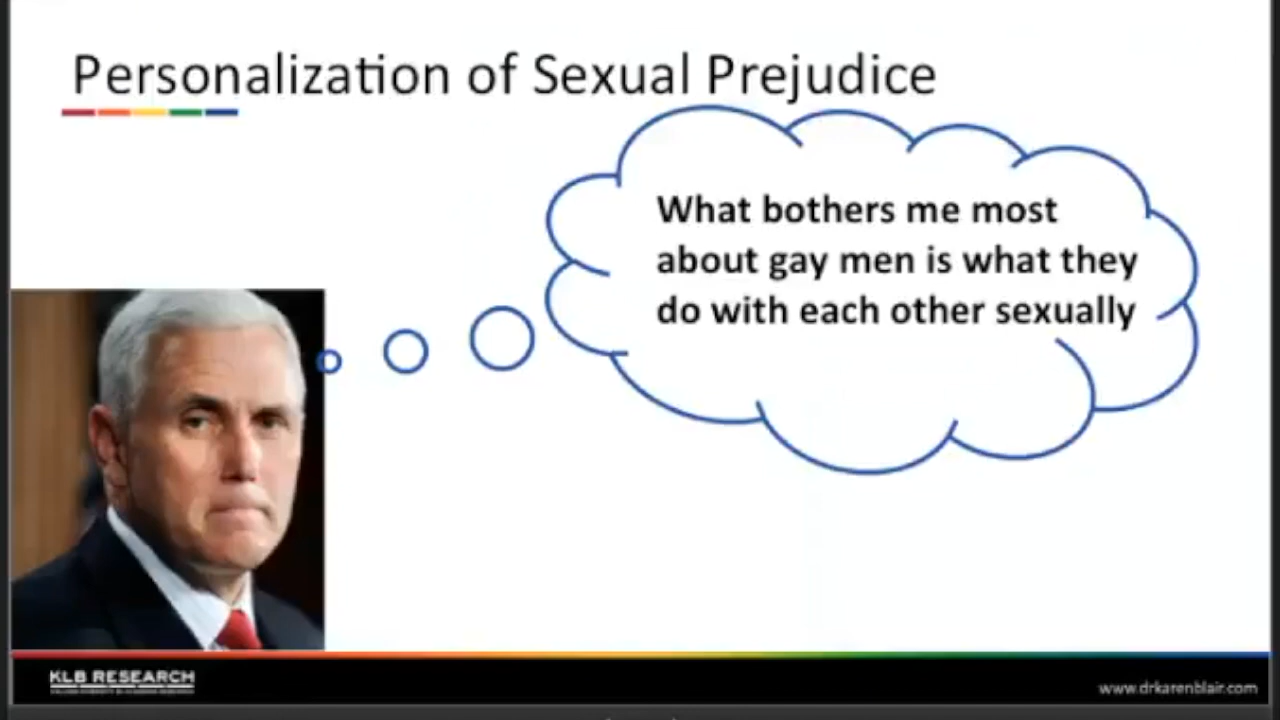 Personalization of Sexual Prejudice
What bothers me most
about gay men is what they
do with each other sexually
KLB RESEARCH
www.drkarenblair.com